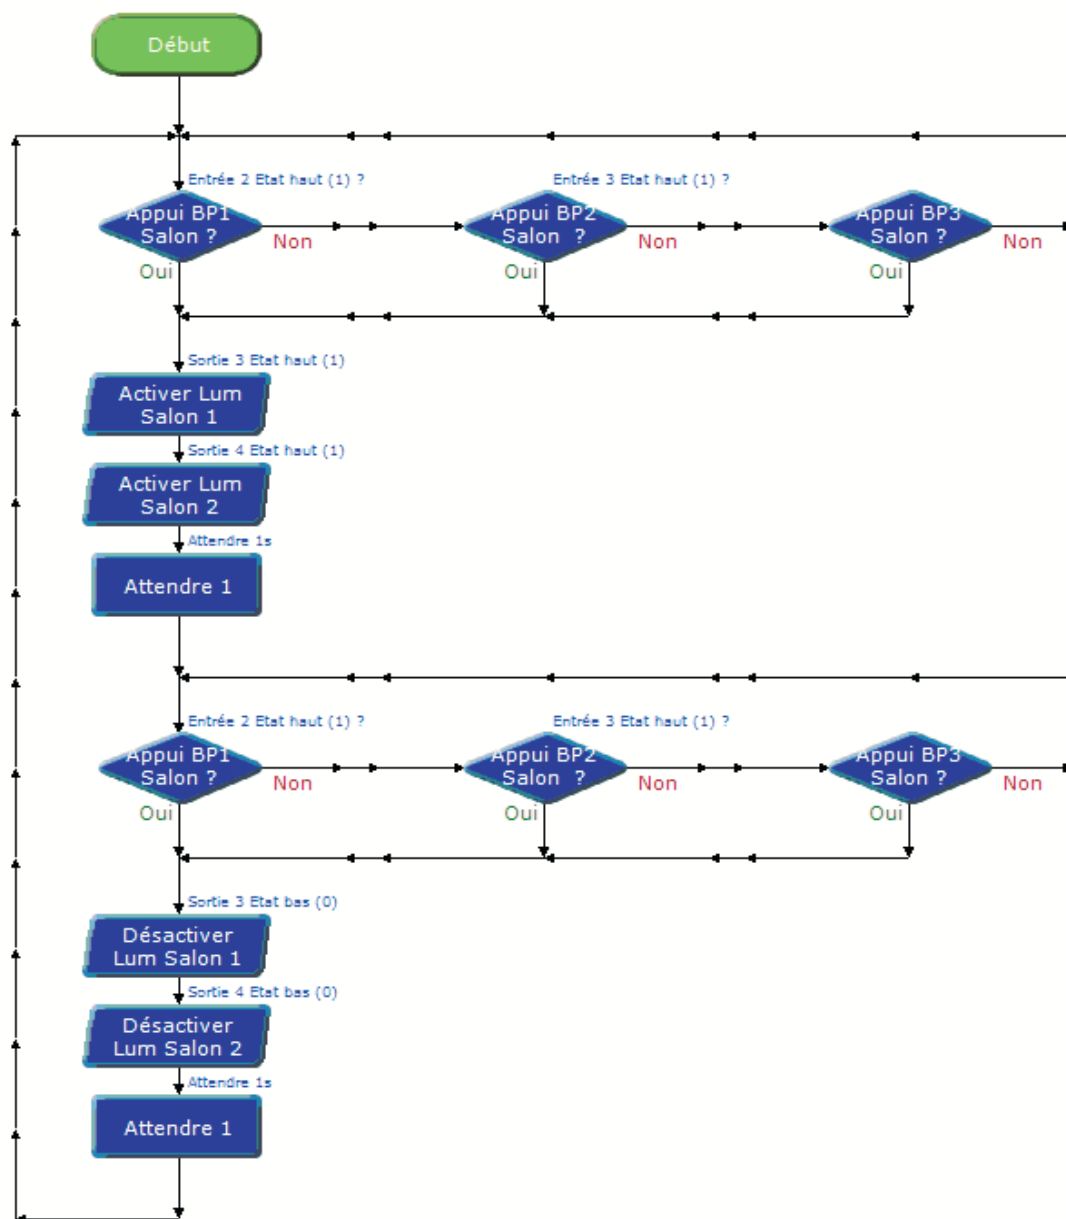 Début
Entrée 2 Etat haut (1) ?
Entrée 3 Etat haut (1) ?
Appui BP1
Salon ?
Non
Oui
Appui BP2
Salon ?
Non
Oui
Appui BP3
Salon ?
Non
Oui
Sortie 3 Etat haut (1)
Activer Lum
Salon 1
Sortie 4 Etat haut (1)
Activer Lum
Salon 2
Attendre 1s
Attendre 1
Entrée 2 Etat haut (1) ?
Entrée 3 Etat haut (1) ?
Appui BP1
Salon ?
Non
Oui
Appui BP2
Salon ?
Non
Oui
Appui BP3
Salon ?
Non
Oui
Sortie 3 Etat bas (0)
Désactiver
Lum Salon 1
Sortie 4 Etat bas (0)
Désactiver
Lum Salon 2
Attendre 1s
Attendre 1